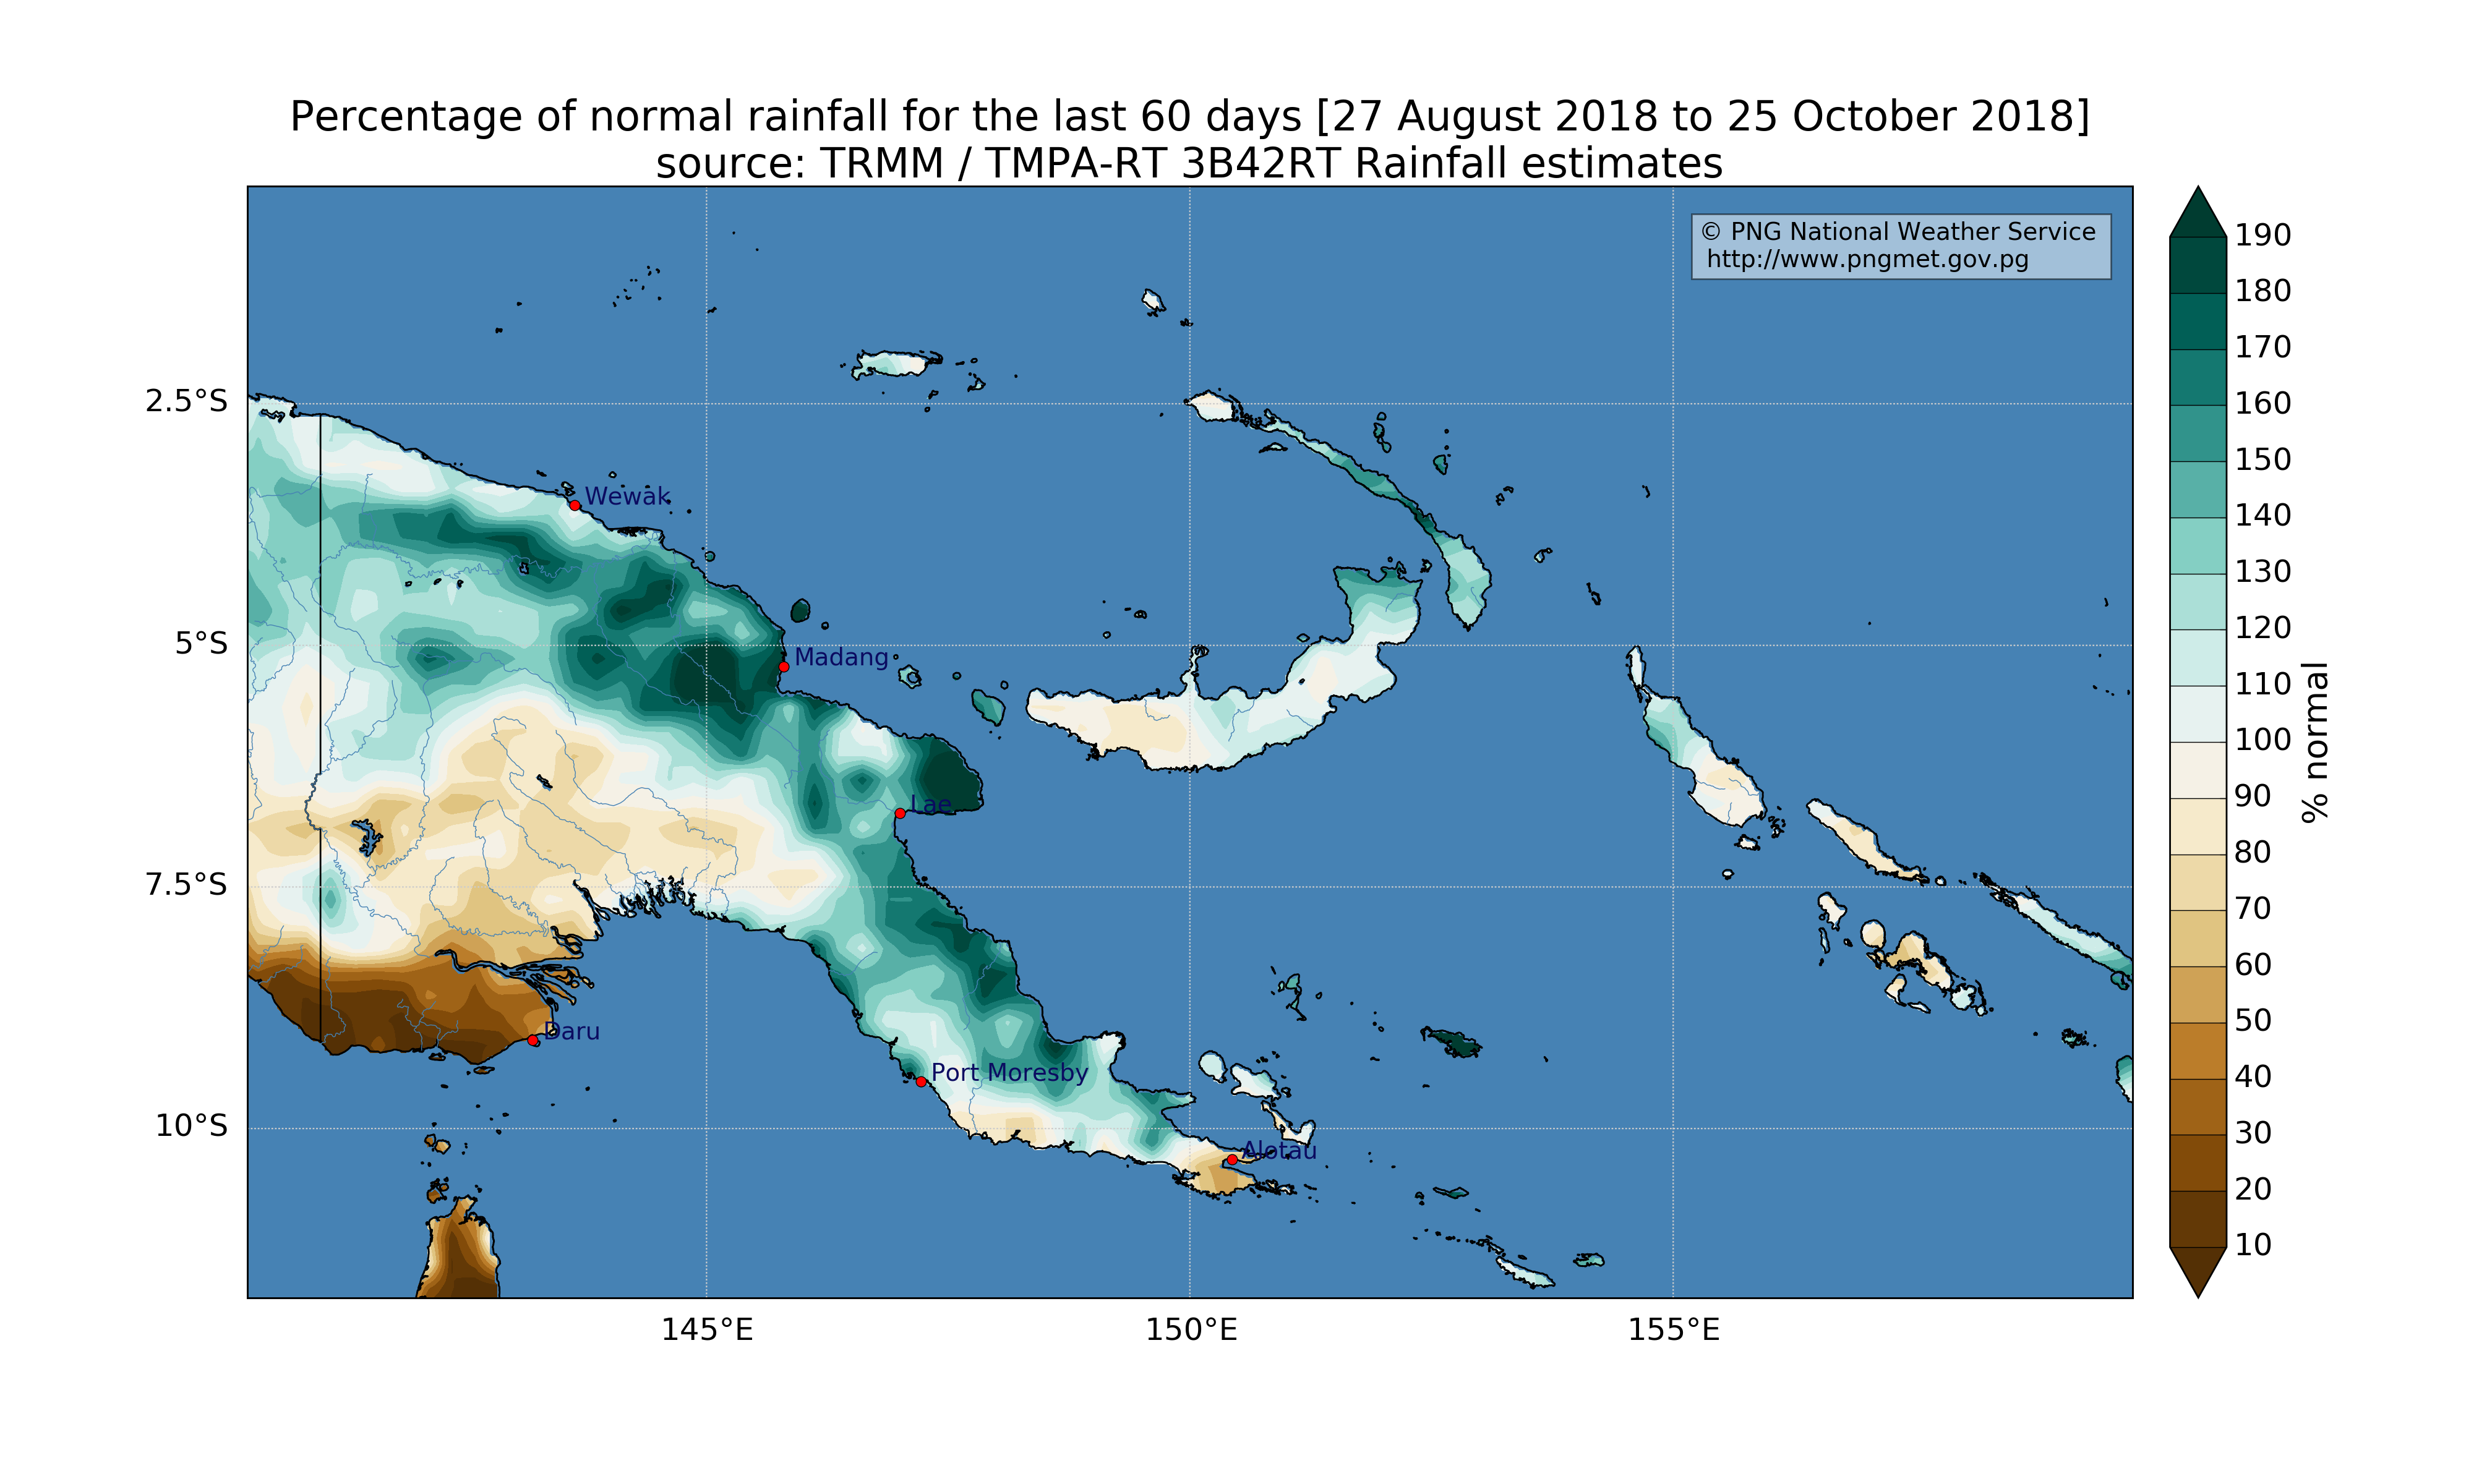 Percentage of normal rainfall for the last 60 days [27 August 2018 to 25 October 2018]
source: TRMM / TMPA-RT 3B42RT Rainfall estimates
© PNG National Weather Service
http://www.pngmet.gov.pg
2.5°S
5°S
7.5°S
10°S
Wewak
Madang
Lae
Daru
Port Moresby
Alotau
145°E
150°E
155°E
190
180
170
160
150
140
130
120
110
100
90
80
70
60
50
40
30
20
10
% normal